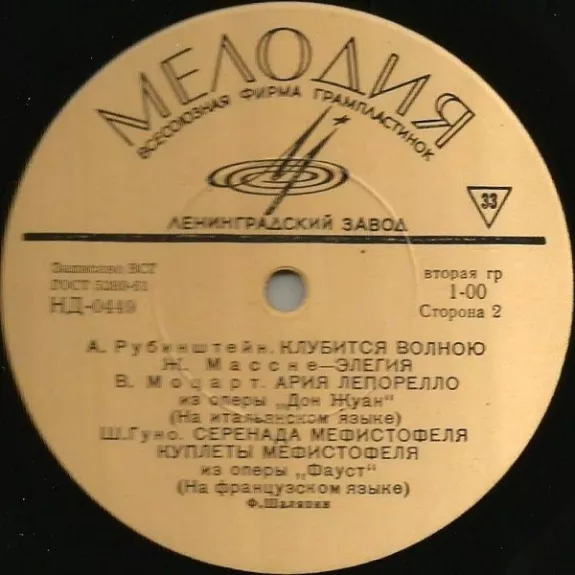 МЕЛОДИЯ
ВСЕСОЮЗНАЯ ФИРМА ГРАМПЛАСТИНОК
ЛЕНИНГРАДСКИЙ ЗАВОД
33
Записано ВСГ
ГОСТ 5289-61
НД-0449
вторая гр
1-00
Сторона 2
А. Рубинштейн. КЛУБИТСЯ ВОЛНОЮ
Ж. Массне—ЭЛЕГИЯ
В. Моцарт. АРИЯ ЛЕПОРЕЛЛО
из оперы „Дон Жуан"
(На итальянском языке)
Ш. Гуно. СЕРЕНАДА МЕФИСТОФЕЛЯ
КУПЛЕТЫ МЕФИСТОФЕЛЯ
из оперы „Фауст"
(На французском языке)
Ф. Шаляпин